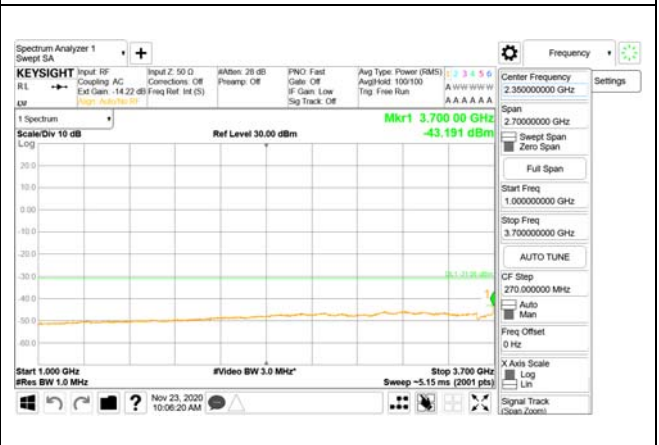 Spectrum Analyzer 1
Swept SA
+
Frequency
KEYSIGHT
RL
Input: RF
Coupling: AC
Ext Gain: -14.22 dB
Align: Auto/No RF
Input Z: 50 Ω
Corrections: Off
Freq Ref: Int (S)
#Atten: 28 dB
Preamp: Off
PNO: Fast
Gate: Off
IF Gain: Low
Sig Track: Off
Avg Type: Power (RMS)
Avg|Hold: 100/100
Trig: Free Run
1 2 3 4 5 6
A W W W W W
A A A A A A
Center Frequency
2.350000000 GHz
Settings
Span
2.70000000 GHz
Swept Span
Zero Span
Full Span
Start Freq
1.000000000 GHz
Stop Freq
3.700000000 GHz
AUTO TUNE
CF Step
270.000000 MHz
Auto
Man
Freq Offset
0 Hz
X Axis Scale
Log
Lin
Signal Track
(Span Zoom)
1 Spectrum
Scale/Div 10 dB
Ref Level 30.00 dBm
Mkr1 3.700 00 GHz
-43.191 dBm
Log
20.0
10.0
0.00
-10.0
-20.0
-30.0
-40.0
-50.0
-60.0
1
Start 1.000 GHz
#Res BW 1.0 MHz
#Video BW 3.0 MHz*
Stop 3.700 GHz
Sweep ~5.15 ms (2001 pts)
?
Nov 23, 2020
10:06:20 AM